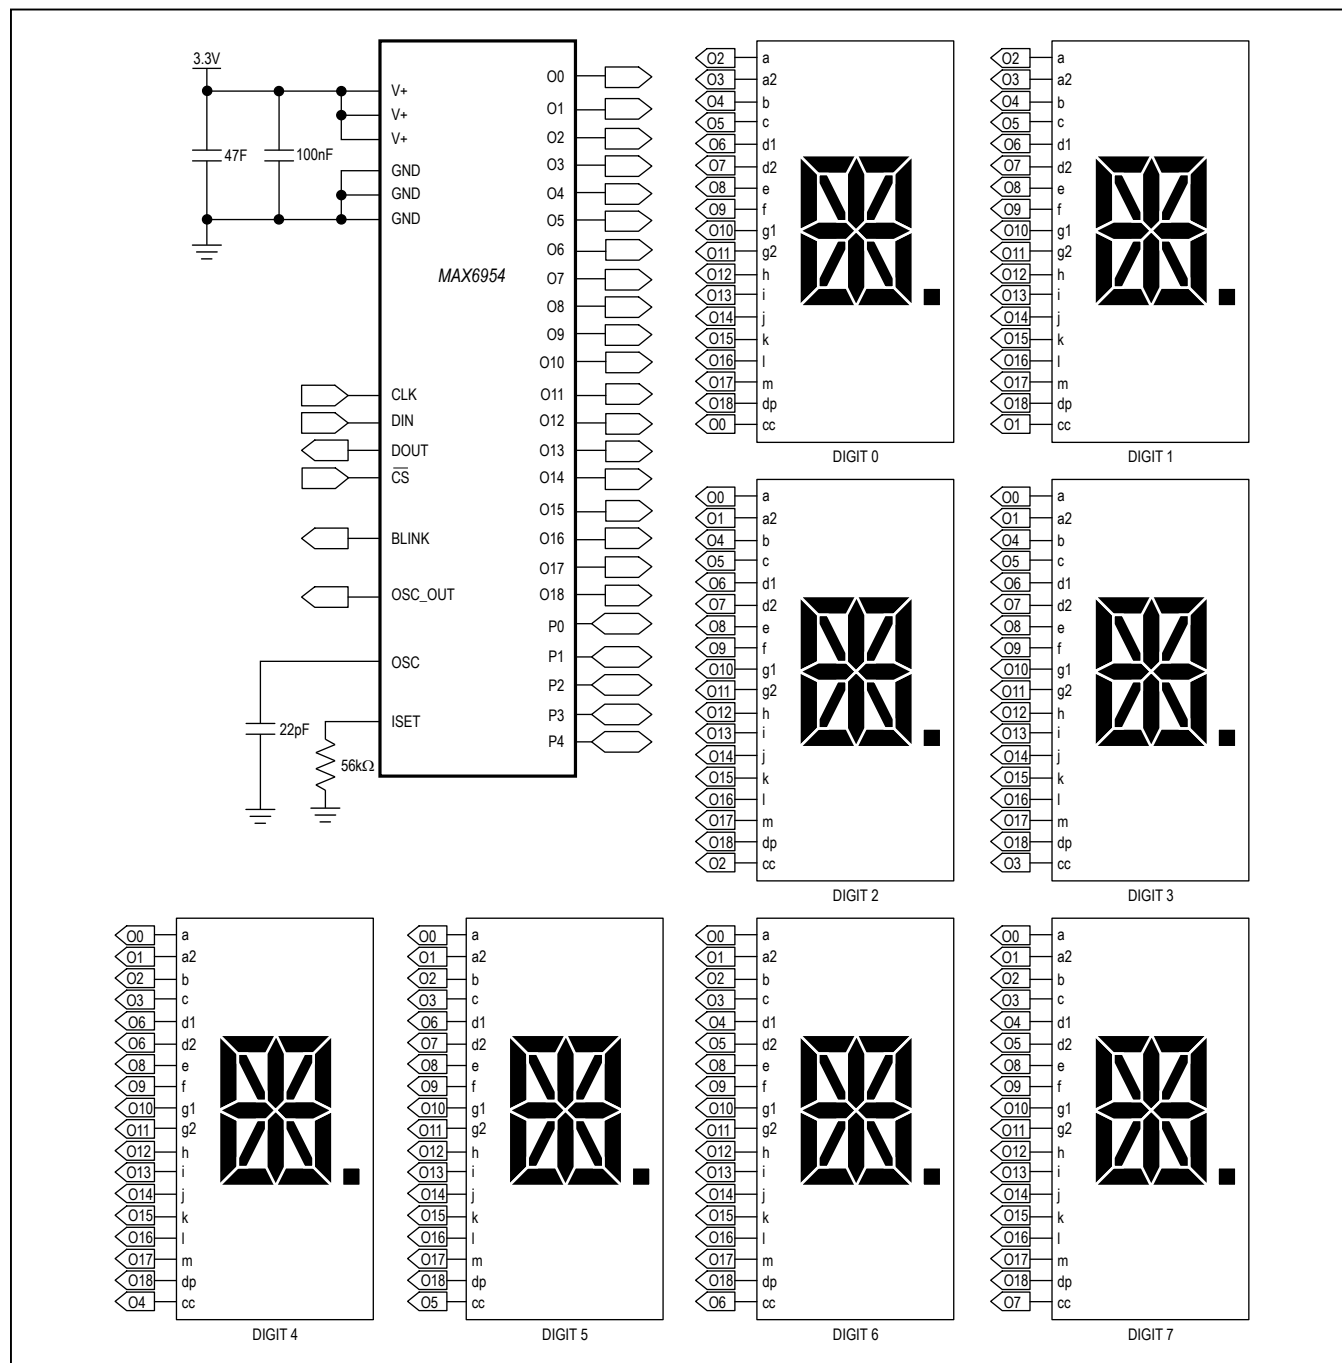 3.3V
47F
100nF
V+
V+
V+
GND
GND
GND
MAX6954
CLK
DIN
DOUT
CS
BLINK
OSC_OUT
OSC
ISET
22pF
56kΩ
O0
O1
O2
O3
O4
O5
O6
O7
O8
O9
O10
O11
O12
O13
O14
O15
O16
O17
O18
P0
P1
P2
P3
P4
O2 a
O3 a2
O4 b
O5 c
O6 d1
O7 d2
O8 e
O9 f
O10 g1
O11 g2
O12 h
O13 i
O14 j
O15 k
O16 l
O17 m
O18 dp
O0 cc
DIGIT 0
O2 a
O3 a2
O4 b
O5 c
O6 d1
O7 d2
O8 e
O9 f
O10 g1
O11 g2
O12 h
O13 i
O14 j
O15 k
O16 l
O17 m
O18 dp
O1 cc
DIGIT 1
O0 a
O1 a2
O4 b
O5 c
O6 d1
O7 d2
O8 e
O9 f
O10 g1
O11 g2
O12 h
O13 i
O14 j
O15 k
O16 l
O17 m
O18 dp
O2 cc
DIGIT 2
O0 a
O1 a2
O4 b
O5 c
O6 d1
O7 d2
O8 e
O9 f
O10 g1
O11 g2
O12 h
O13 i
O14 j
O15 k
O16 l
O17 m
O18 dp
O3 cc
DIGIT 3
O0 a
O1 a2
O2 b
O3 c
O6 d1
O6 d2
O8 e
O9 f
O10 g1
O11 g2
O12 h
O13 i
O14 j
O15 k
O16 l
O17 m
O18 dp
O4 cc
DIGIT 4
O0 a
O1 a2
O2 b
O3 c
O6 d1
O7 d2
O8 e
O9 f
O10 g1
O11 g2
O12 h
O13 i
O14 j
O15 k
O16 l
O17 m
O18 dp
O5 cc
DIGIT 5
O0 a
O1 a2
O2 b
O3 c
O4 d1
O5 d2
O8 e
O9 f
O10 g1
O11 g2
O12 h
O13 i
O14 j
O15 k
O16 l
O17 m
O18 dp
O6 cc
DIGIT 6
O0 a
O1 a2
O2 b
O3 c
O4 d1
O5 d2
O8 e
O9 f
O10 g1
O11 g2
O12 h
O13 i
O14 j
O15 k
O16 l
O17 m
O18 dp
O7 cc
DIGIT 7